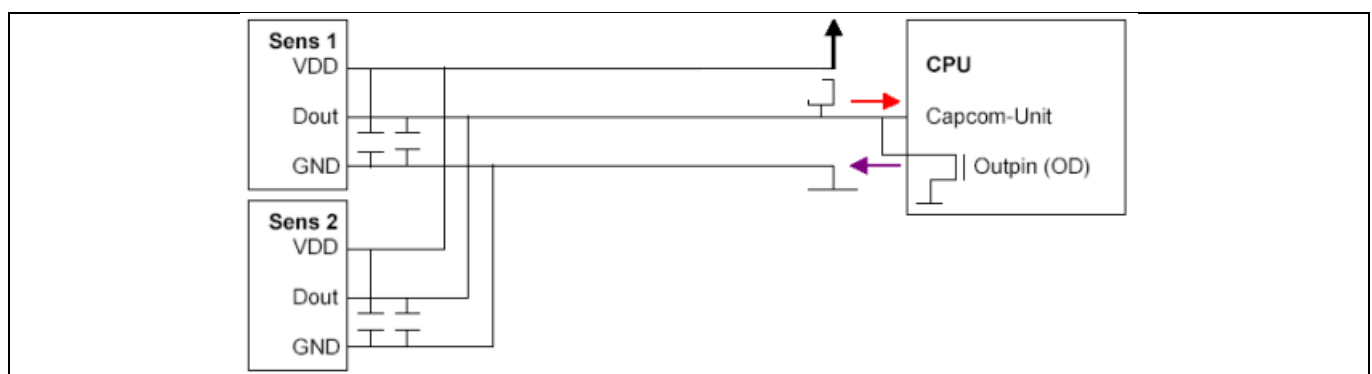 Sens 1
VDD
CPU
Dout
Capcom-Unit
GND
Outpin (OD)
Sens 2
VDD
Dout
GND